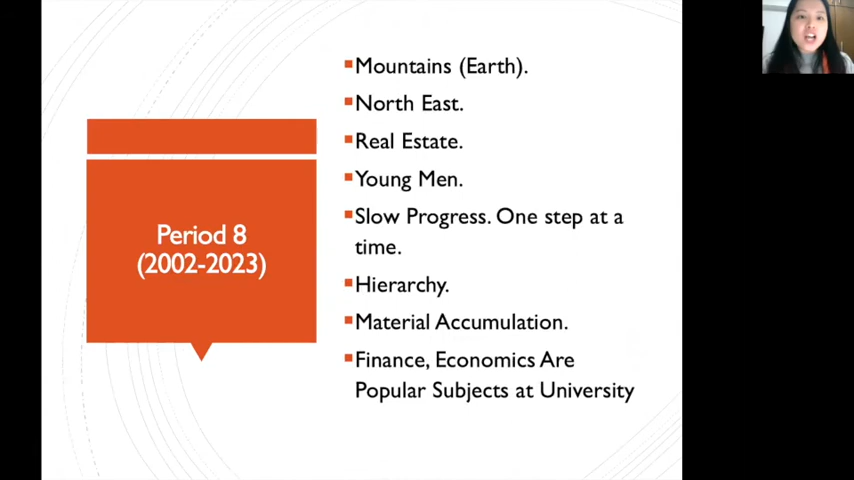 Mountains (Earth).
North East.
Real Estate.
Young Men.
Slow Progress. One step at a
time.
Hierarchy.
Material Accumulation.
Finance, Economics Are
Popular Subjects at University
Period 8
(2002-2023)